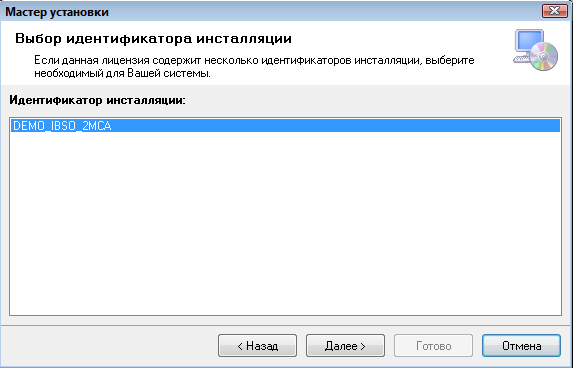 Мастер установки
Выбор идентификатора инсталляции
Если данная лицензия содержит несколько идентификаторов инсталляции, выберите
необходимый для Вашей системы.
Идентификатор инсталляции:
DEMO_IBSO_2MCA
< Назад
Далее >
Готово
Отмена